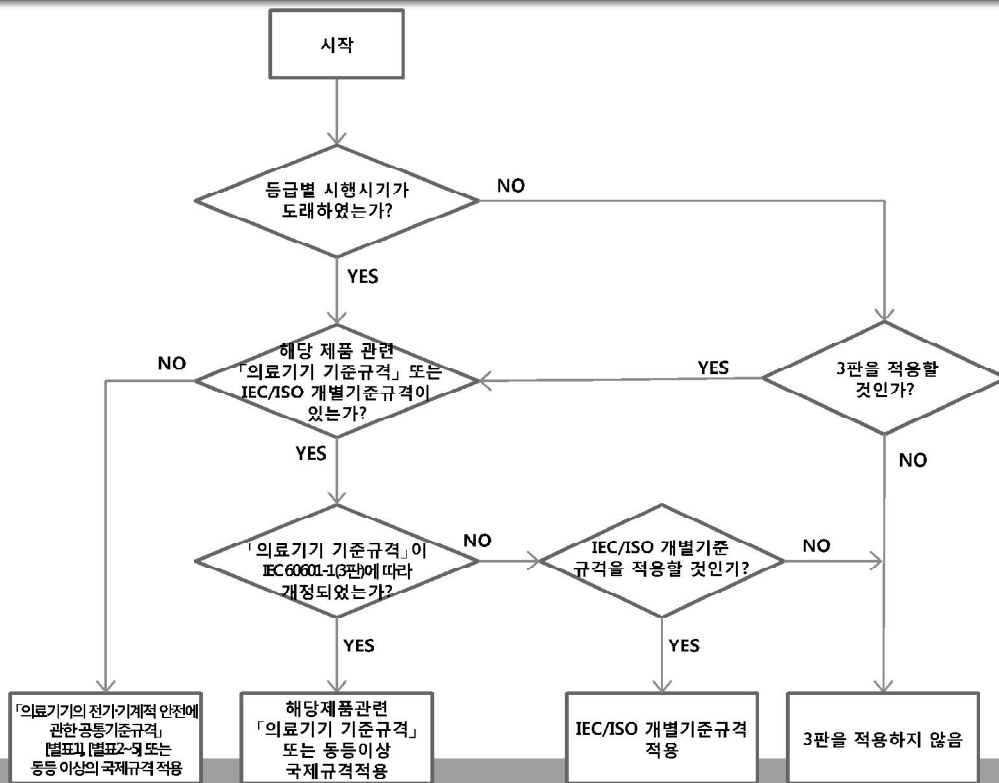 시작
등급별 시행시기가
도래하였는가?
NO
YES
해당 제품 관련
「의료기기 기준규격」 또는
IEC/ISO 개별기준규격이
있는가?
NO
YES
3판을 적용할
것인가?
NO
YES
「의료기기 기준규격」이
IEC 60601-1(3판)에 따라
개정되었는가?
NO
IEC/ISO 개별기준
규격을 적용할 것인기?
NO
YES
YES
「의료기기의 전기·기계적 안전에
관한 공통기준규격」
[별표1], [별표2~5] 또는
동등 이상의 국제규격 적용
해당제품관련
「의료기기 기준규격」
또는 동등이상
국제규격적용
IEC/ISO 개별기준규격
적용
3판을 적용하지 않음